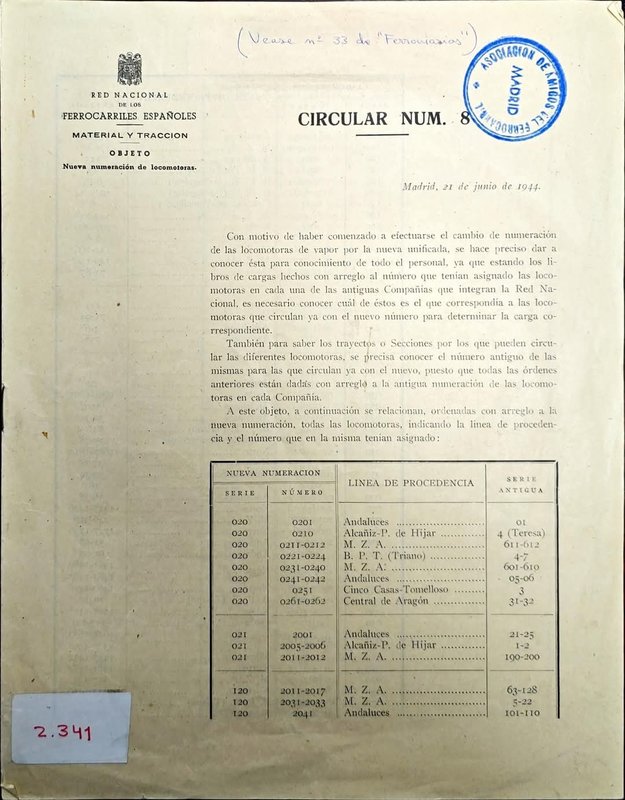 (Vease nº 33 de "Ferroviarios")
ASOCIACION DE AMIGOS DEL FERROCARRIL
MADRID
RED NACIONAL
DE LOS
FERROCARRILES ESPAÑOLES
MATERIAL Y TRACCION
OBJETO
Nueva numeración de locomotoras.
CIRCULAR NUM. 8
Madrid, 21 de junio de 1944.
Con motivo de haber comenzado a efectuarse el cambio de numeración
de las locomotoras de vapor por la nueva unificada, se hace preciso dar a
conocer ésta para conocimiento de todo el personal, ya que estando los li-
bros de cargas hechos con arreglo al número que tenían asignado las loco-
motoras en cada una de las antiguas Compañías que integran la Red Na-
cional, es necesario conocer cuál de éstos es el que correspondía a las loco-
motoras que circulan ya con el nuevo número para determinar la carga co-
rrespondiente.
También para saber los trayectos o Secciones por los que pueden circu-
lar las diferentes locomotoras, se precisa conocer el número antiguo de las
mismas para las que circulan ya con el nuevo, puesto que todas las órdenes
anteriores están dadas con arreglo a la antigua numeración de las locomo-
toras en cada Compañía.
A este objeto, a continuación se relacionan, ordenadas con arreglo a la
nueva numeración, todas las locomotoras, indicando la línea de proceden-
cia y el número que en la misma tenían asignado:
NUEVA NUMERACION
SERIE NÚMERO LINEA DE PROCEDENCIA SERIE ANTIGUA
020 0201 Andaluces ........................ 01
020 0210 Alcañiz-P. de Hijar ............ 4 (Teresa)
020 0211-0212 M. Z. A. ........................ 611-612
020 0221-0224 B. P. T. (Triano) ............... 4-7
020 0231-0240 M. Z. A. ........................ 601-610
020 0241-0242 Andaluces ........................ 05-06
020 0251 Cinco Casas-Tomelloso ......... 3
020 0261-0262 Central de Aragón ............... 31-32
021 2001 Andaluces ........................ 21-25
021 2005-2006 Alcañiz-P. de Hijar ............ 1-2
021 2011-2012 M. Z. A. ........................ 190-200
120 2011-2017 M. Z. A. ........................ 63-128
120 2031-2033 M. Z. A. ........................ 5-22
120 2041 Andaluces ........................ 101-110
2.341